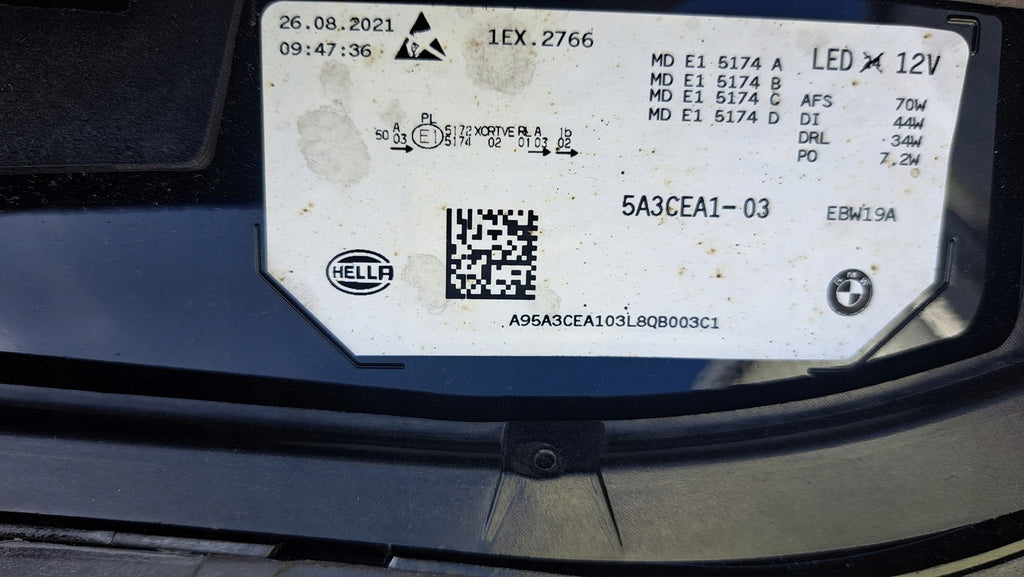 26.08.2021
09:47:36
1EX.2766
MD E1 5174 A
MD E1 5174 B
MD E1 5174 C
MD E1 5174 D
LED 12V
AFS 70W
DI 44W
DRL 34W
PO 7.2W
PL
50 A 03 E1 5172 XCRTVE RL A 1b
5174 02 01 03 02
5A3CEA1-03
EBW19A
HELLA
BMW
A95A3CEA103L8QB003C1